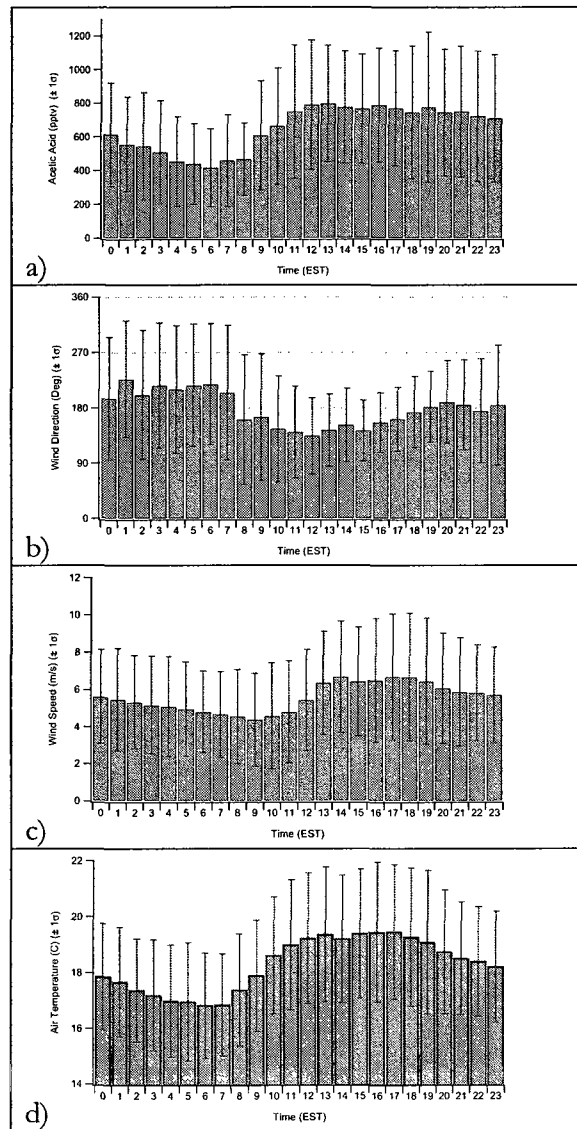 Acetic Acid (pptv) (± 1σ)
1200
1000
800
600
400
200
0
0 1 2 3 4 5 6 7 8 9 10 11 12 13 14 15 16 17 18 19 20 21 22 23
Time (EST)
a)
Wind Direction (Deg) (± 1σ)
360
270
180
90
0
0 1 2 3 4 5 6 7 8 9 10 11 12 13 14 15 16 17 18 19 20 21 22 23
Time (EST)
b)
Wind Speed (m/s) (± 1σ)
12
10
8
6
4
2
0
0 1 2 3 4 5 6 7 8 9 10 11 12 13 14 15 16 17 18 19 20 21 22 23
Time (EST)
c)
Air Temperature (C) (± 1σ)
22
20
18
16
14
0 1 2 3 4 5 6 7 8 9 10 11 12 13 14 15 16 17 18 19 20 21 22 23
Time (EST)
d)